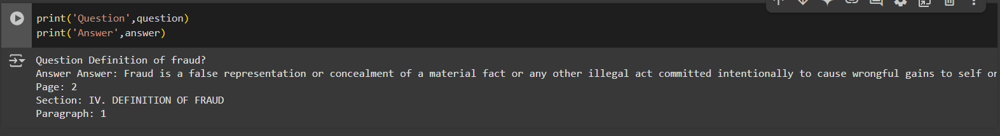 print('Question',question)
print('Answer',answer)
Question Definition of fraud?
Answer Answer: Fraud is a false representation or concealment of a material fact or any other illegal act committed intentionally to cause wrongful gains to self or
Page: 2
Section: IV. DEFINITION OF FRAUD
Paragraph: 1